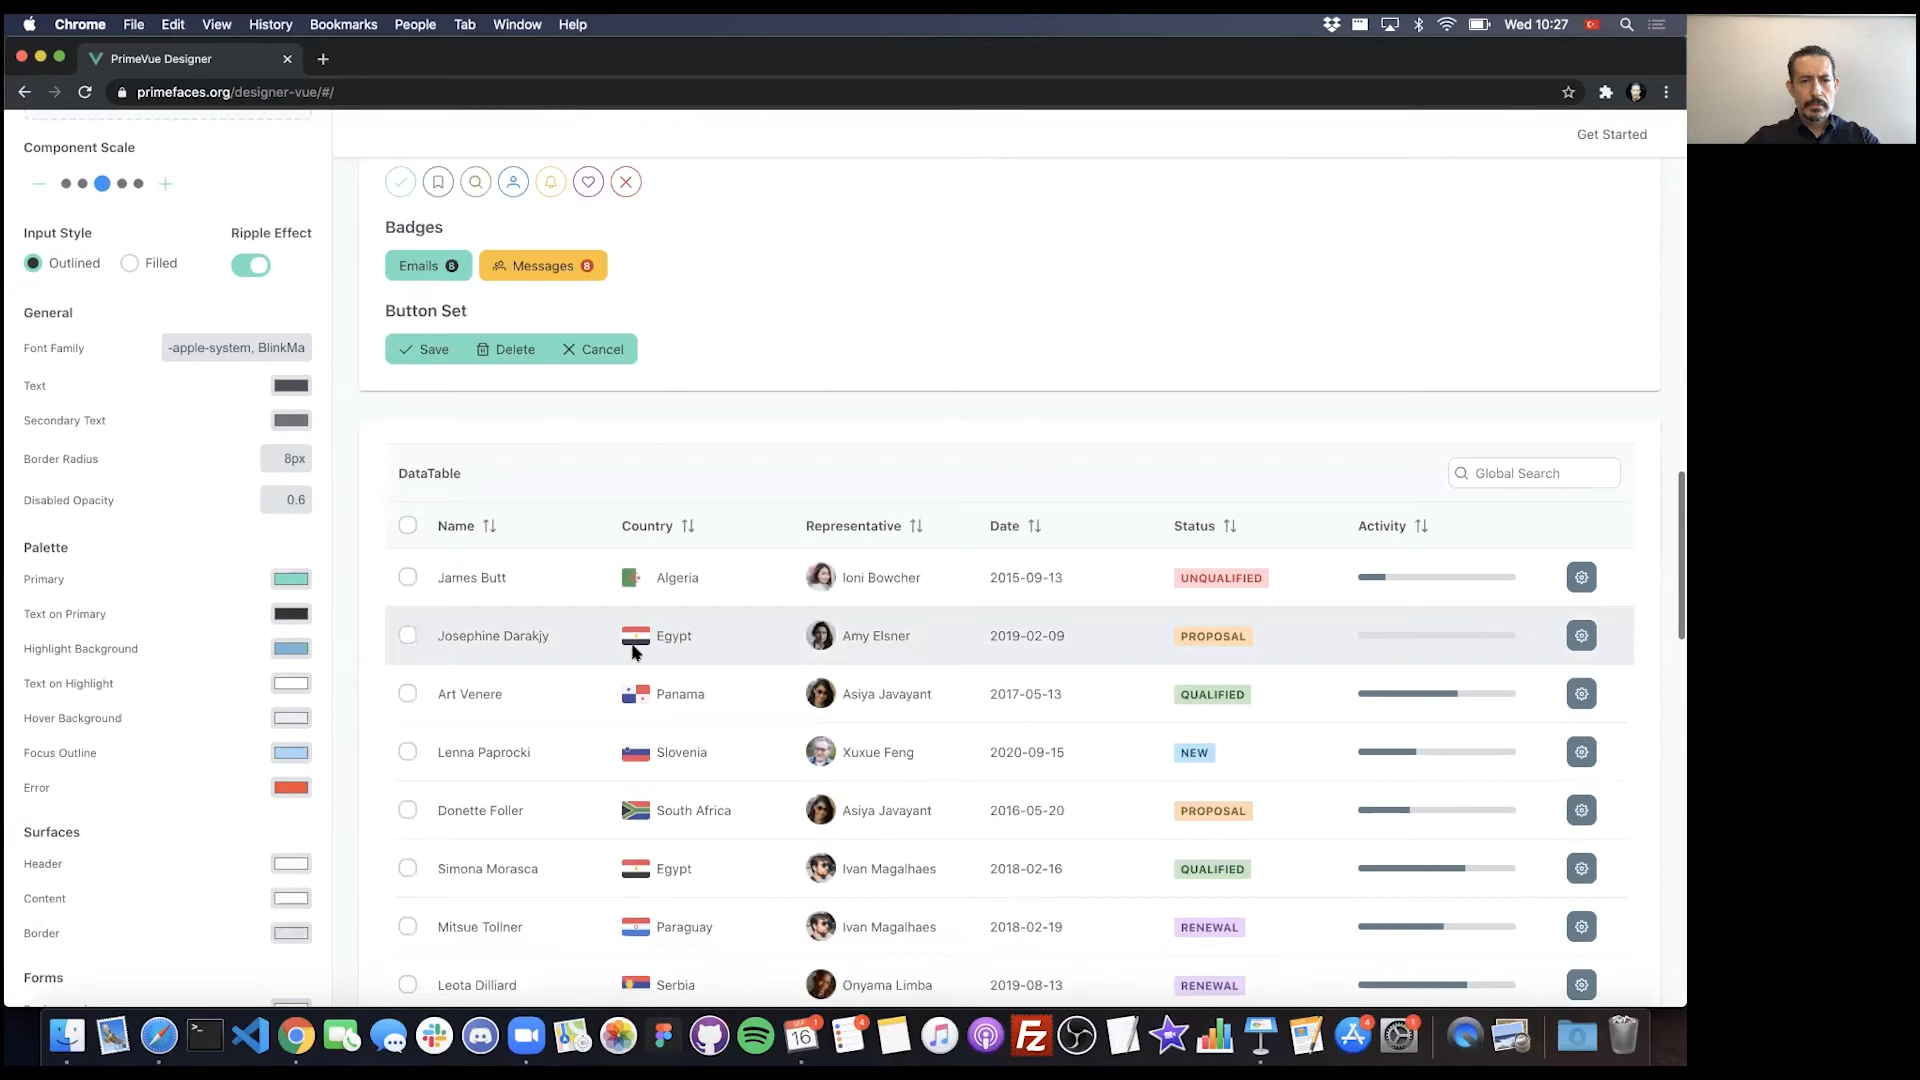 Chrome File Edit View History Bookmarks People Tab Window Help Wed 10:27
PrimeVue Designer
primefaces.org/designer-vue/#/
Get Started
Component Scale
Input Style Ripple Effect
Outlined Filled
General
Font Family -apple-system, BlinkMa
Text
Secondary Text
Border Radius 8px
Disabled Opacity 0.6
Palette
Primary
Text on Primary
Highlight Background
Text on Highlight
Hover Background
Focus Outline
Error
Surfaces
Header
Content
Border
Forms
Badges
Emails 8 Messages 8
Button Set
Save Delete Cancel
DataTable Global Search
Name Country Representative Date Status Activity
James Butt Algeria Ioni Bowcher 2015-09-13 UNQUALIFIED
Josephine Darakjy Egypt Amy Elsner 2019-02-09 PROPOSAL
Art Venere Panama Asiya Javayant 2017-05-13 QUALIFIED
Lenna Paprocki Slovenia Xuxue Feng 2020-09-15 NEW
Donette Foller South Africa Asiya Javayant 2016-05-20 PROPOSAL
Simona Morasca Egypt Ivan Magalhaes 2018-02-16 QUALIFIED
Mitsue Tollner Paraguay Ivan Magalhaes 2018-02-19 RENEWAL
Leota Dilliard Serbia Onyama Limba 2019-08-13 RENEWAL
16 1 4 FZ 4 1